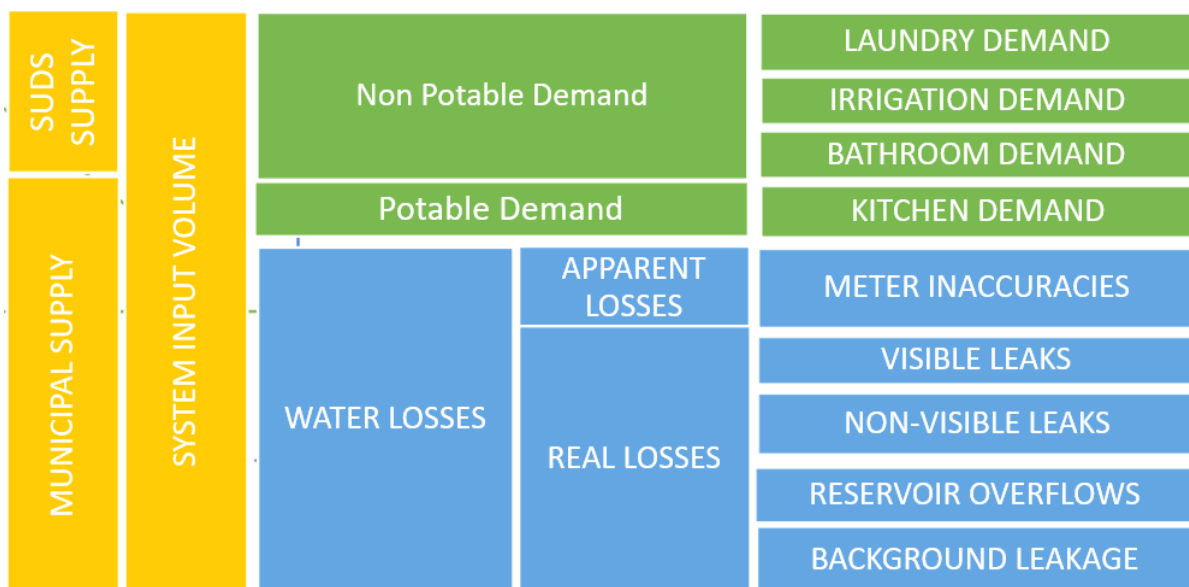 SUDS
SUPPLY
MUNICIPAL SUPPLY
SYSTEM INPUT VOLUME
Non Potable Demand
Potable Demand
WATER LOSSES
APPARENT
LOSSES
REAL LOSSES
LAUNDRY DEMAND
IRRIGATION DEMAND
BATHROOM DEMAND
KITCHEN DEMAND
METER INACCURACIES
VISIBLE LEAKS
NON-VISIBLE LEAKS
RESERVOIR OVERFLOWS
BACKGROUND LEAKAGE